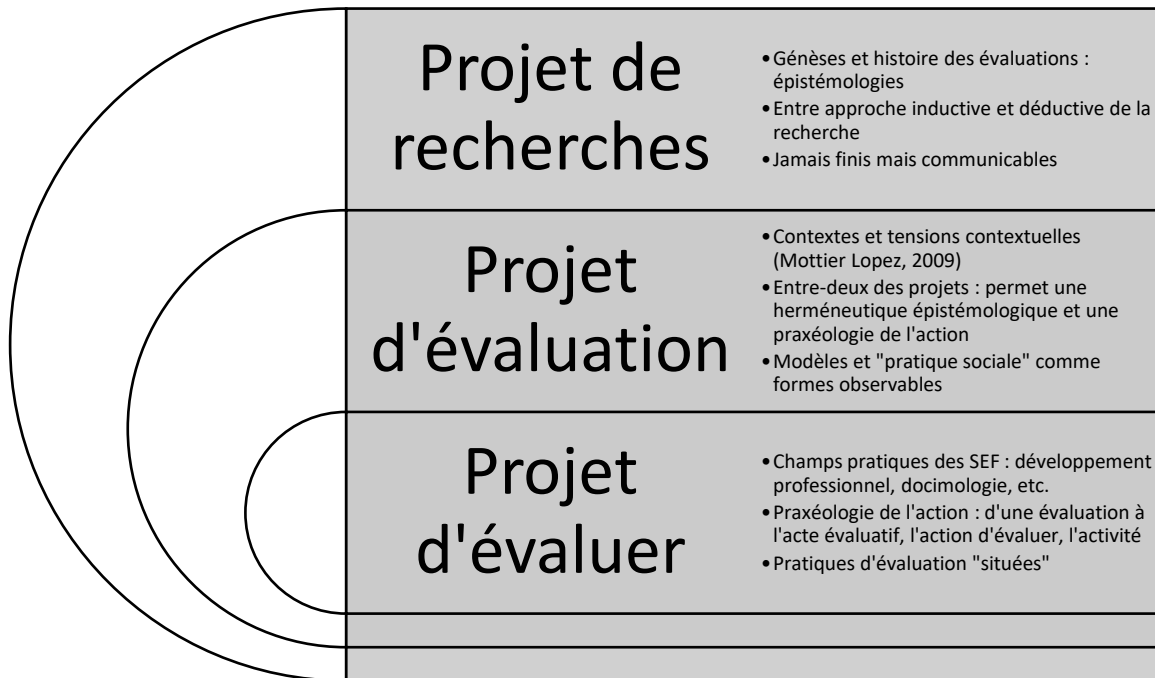 Projet de
recherches
•Génèses et histoire des évaluations :
épistémologies
•Entre approche inductive et déductive de la
recherche
•Jamais finis mais communicables
Projet
d'évaluation
•Contextes et tensions contextuelles
(Mottier Lopez, 2009)
•Entre-deux des projets : permet une
herméneutique épistémologique et une
praxéologie de l'action
•Modèles et "pratique sociale" comme
formes observables
Projet
d'évaluer
•Champs pratiques des SEF : développement
professionnel, docimologie, etc.
•Praxéologie de l'action : d'une évaluation à
l'acte évaluatif, l'action d'évaluer, l'activité
•Pratiques d'évaluation "situées"